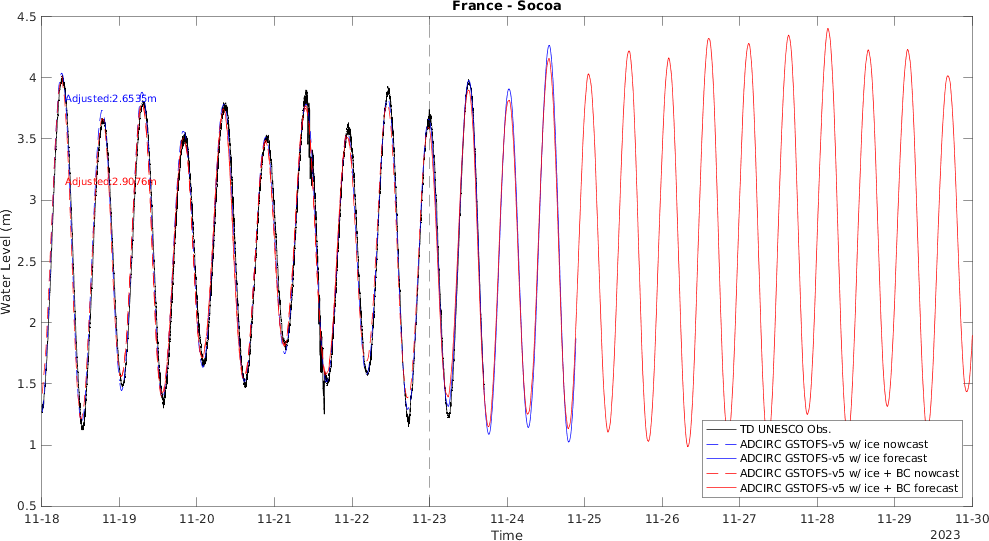 France - Socoa
4.5
4
3.5
3
2.5
2
1.5
1
0.5
Water Level (m)
Adjusted:2.6535m
Adjusted:2.9076m
TD UNESCO Obs.
ADCIRC GSTOFS-v5 w/ ice nowcast
ADCIRC GSTOFS-v5 w/ ice forecast
ADCIRC GSTOFS-v5 w/ ice + BC nowcast
ADCIRC GSTOFS-v5 w/ ice + BC forecast
11-18 11-19 11-20 11-21 11-22 11-23 11-24 11-25 11-26 11-27 11-28 11-29 11-30
Time
2023